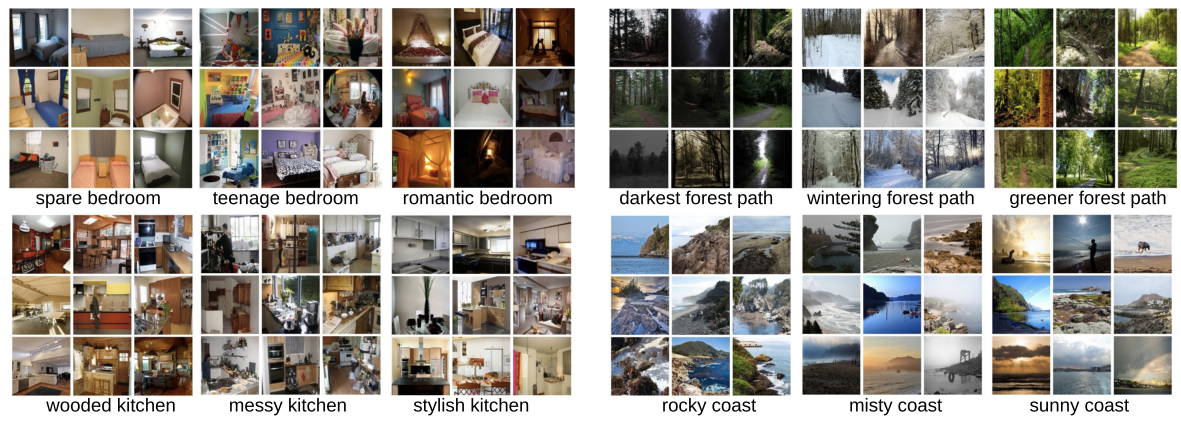 spare bedroom
teenage bedroom
romantic bedroom
darkest forest path
wintering forest path
greener forest path
wooded kitchen
messy kitchen
stylish kitchen
rocky coast
misty coast
sunny coast